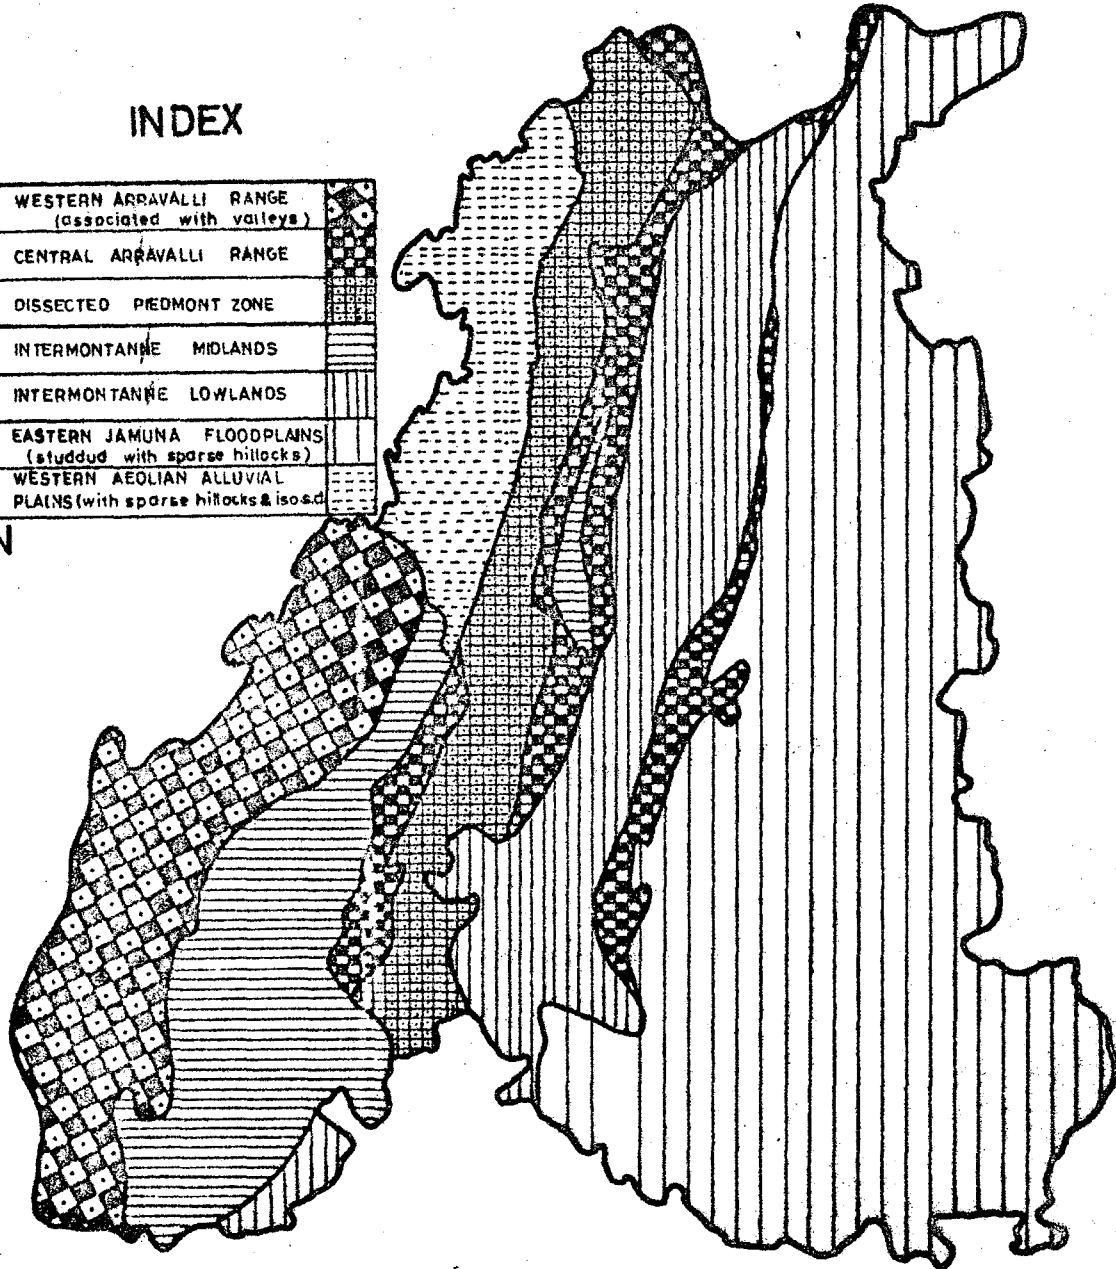 INDEX
WESTERN ARRAVALLI RANGE
(associated with valleys)
CENTRAL ARRAVALLI RANGE
DISSECTED PIEDMONT ZONE
INTERMONTANNE MIDLANDS
INTERMONTANNE LOWLANDS
EASTERN JAMUNA FLOODPLAINS
(studdud with sparse hillocks)
WESTERN AEOLIAN ALLUVIAL
PLAINS (with sparse hillocks &
N